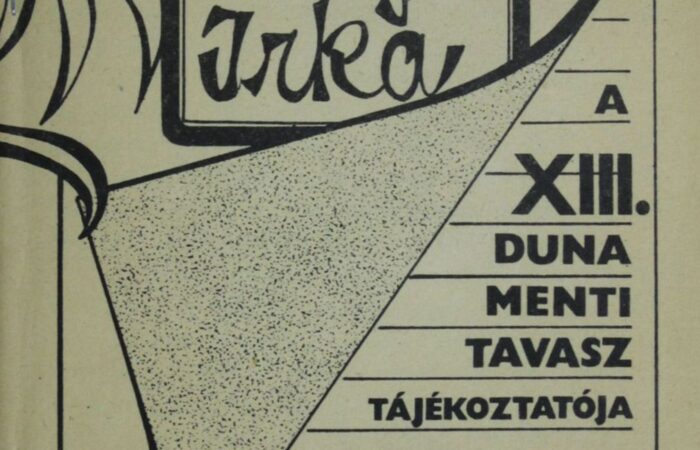 Irka
A
XIII.
DUNA
MENTI
TAVASZ
TÁJÉKOZTATÓJA